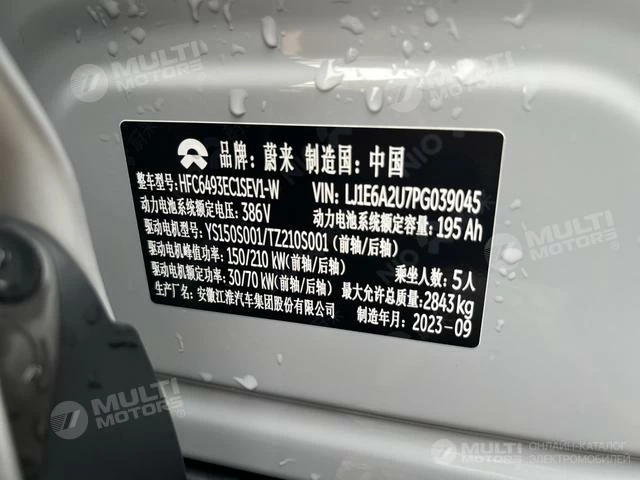 MULTI
MOTORS®
MULTI
MOTORS®
品牌：蔚来 制造国：中国
整车型号：HFC6493EC1SEV1-W VIN: LJ1E6A2U7PG039045
动力电池系统额定电压：386V 动力电池系统额定容量：195 Ah
驱动电机型号：YS150S001/TZ210S001 (前轴/后轴)
驱动电机峰值功率：150/210 kW(前轴/后轴)
驱动电机额定功率：30/70 kW(前轴/后轴) 乘坐人数：5人
生产厂名：安徽江淮汽车集团股份有限公司 最大允许总质量：2843kg
制造年月：2023-09
MULTI
MOTORS®
MULTI
MOTORS
ОНЛАЙН-КАТАЛОГ
ЭЛЕКТРОМОБИЛЕЙ